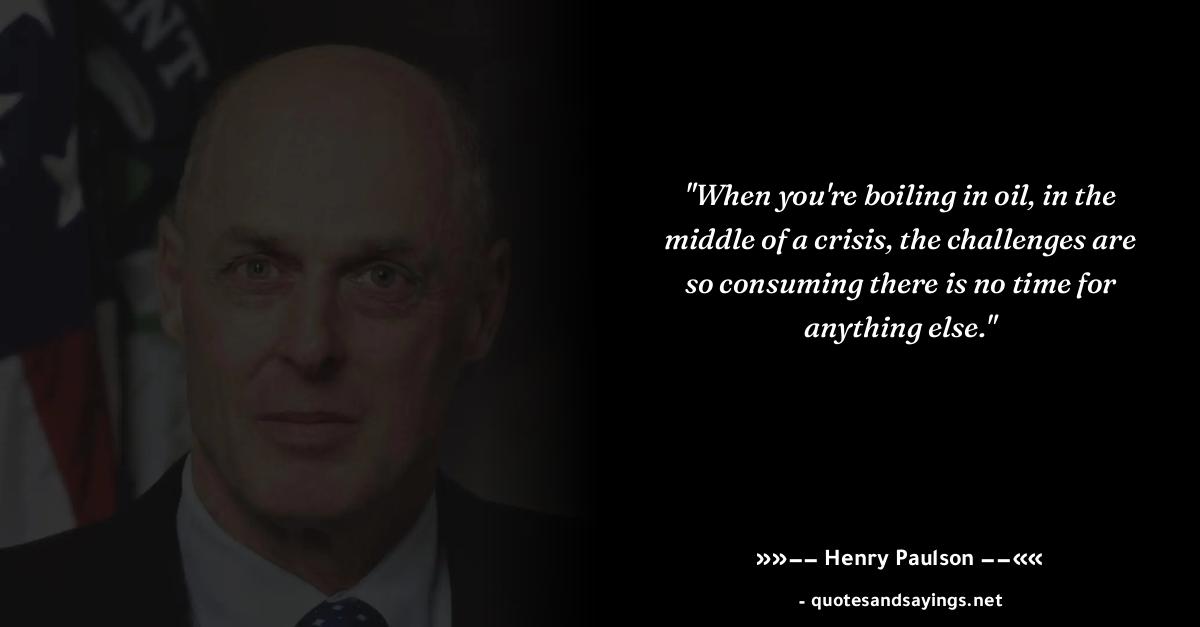 NT
"When you're boiling in oil, in the
middle of a crisis, the challenges are
so consuming there is no time for
anything else."
»»−− Henry Paulson −−««
- quotesandsayings.net